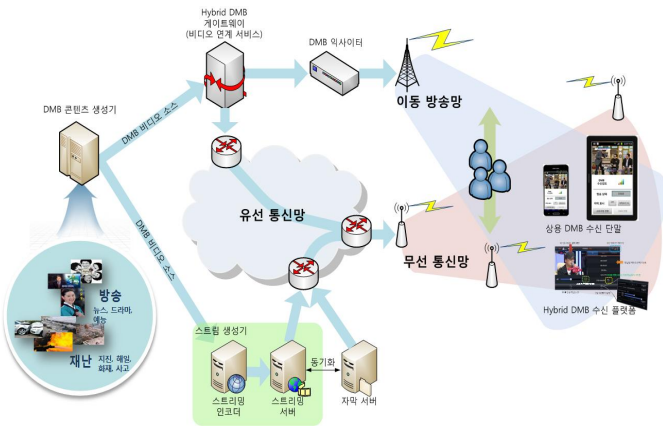 Hybrid DMB
게이트웨이
(비디오 연계 서비스)
DMB 익사이터
이동 방송망
DMB 콘텐츠 생성기
DMB 비디오 소스
DMB 비디오 소스
유선 통신망
무선 통신망
상용 DMB 수신 단말
Hybrid DMB 수신 플랫폼
방송
뉴스, 드라마,
예능
재난 지진, 해일,
화재, 사고
스트림 생성기
동기화
스트리밍
인코더
스트리밍
서버
자막 서버